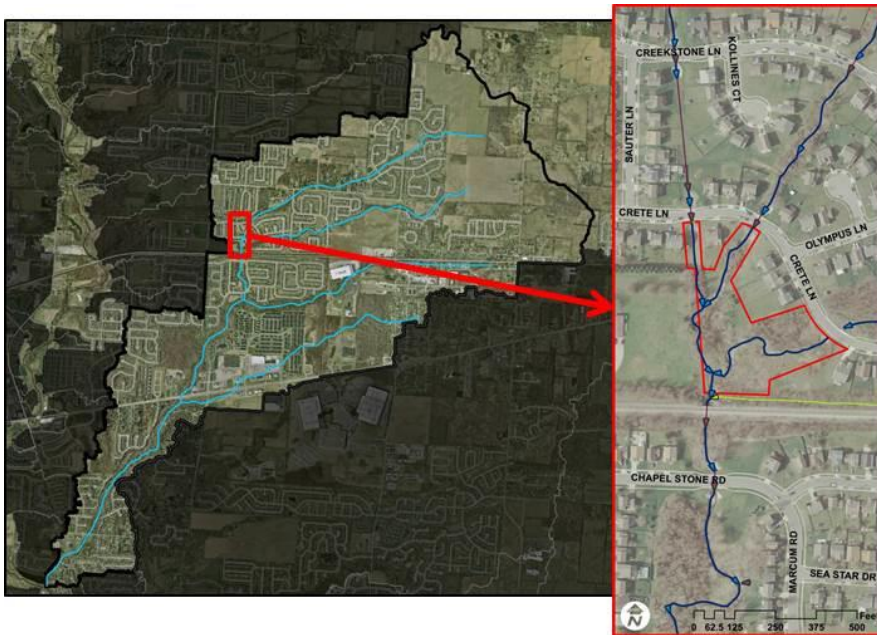 CREEKSTONE LN
KOLLINES CT
SAUTER LN
CRETE LN
OLYMPUS LN
CRETE LN
CHAPEL STONE RD
MARCUM RD
SEA STAR DR
N
Feet
0 62.5 125 250 375 500